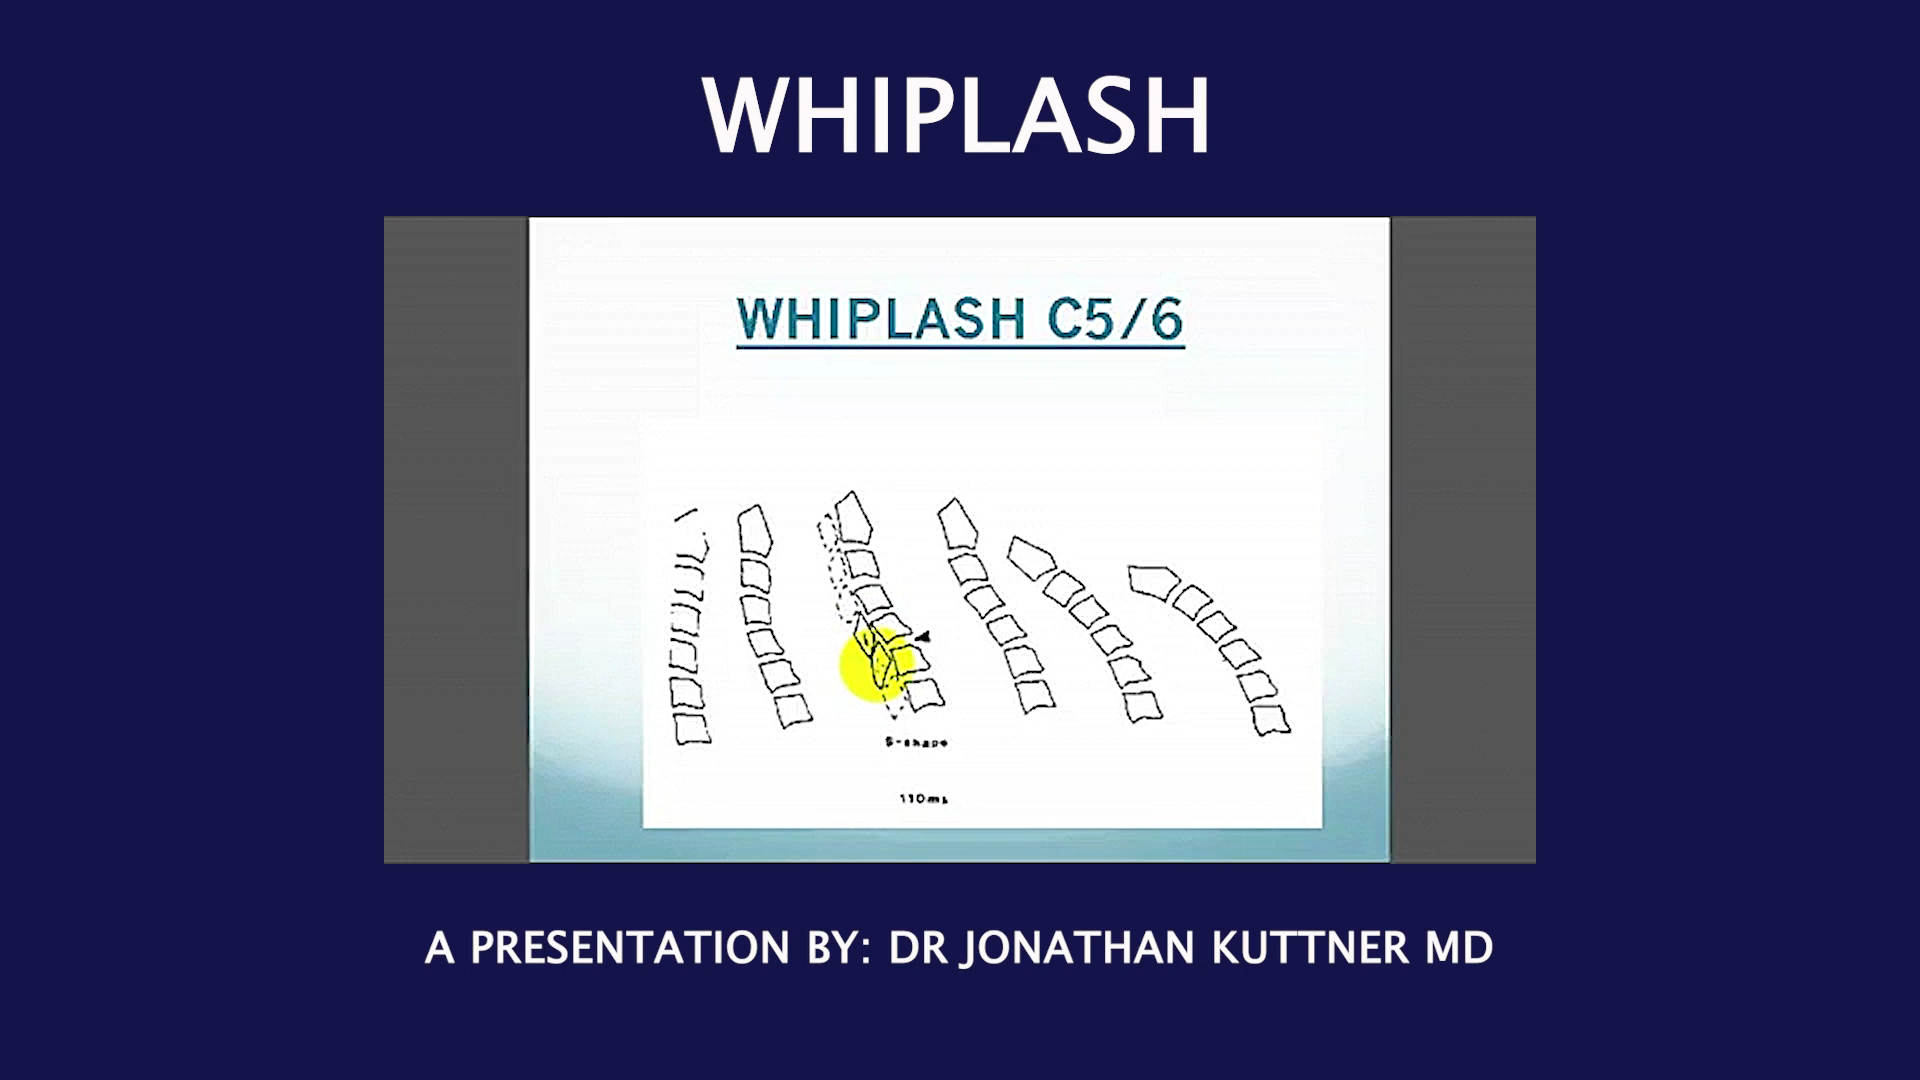 WHIPLASH
WHIPLASH C5/6
S-shape
110ms
A PRESENTATION BY: DR JONATHAN KUTTNER MD